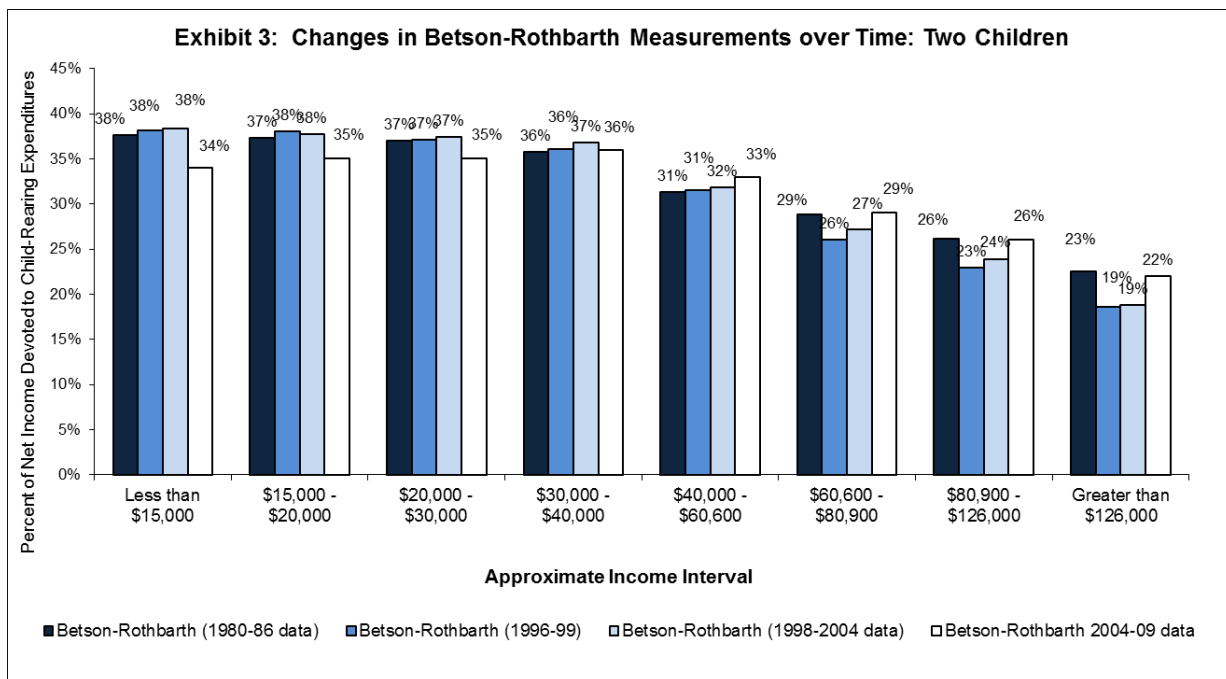 Exhibit 3: Changes in Betson-Rothbarth Measurements over Time: Two Children
Percent of Net Income Devoted to Child-Rearing Expenditures
45%
40%
35%
30%
25%
20%
15%
10%
5%
0%
38% 38% 38% 34%
37% 38% 38% 35%
37% 37% 37% 35%
36% 36% 37% 36%
31% 31% 32% 33%
29% 26% 27% 29%
26% 23% 24% 26%
23% 19% 19% 22%
Less than
$15,000
$15,000 -
$20,000
$20,000 -
$30,000
$30,000 -
$40,000
$40,000 -
$60,600
$60,600 -
$80,900
$80,900 -
$126,000
Greater than
$126,000
Approximate Income Interval
Betson-Rothbarth (1980-86 data) Betson-Rothbarth (1996-99) Betson-Rothbarth (1998-2004 data) Betson-Rothbarth 2004-09 data